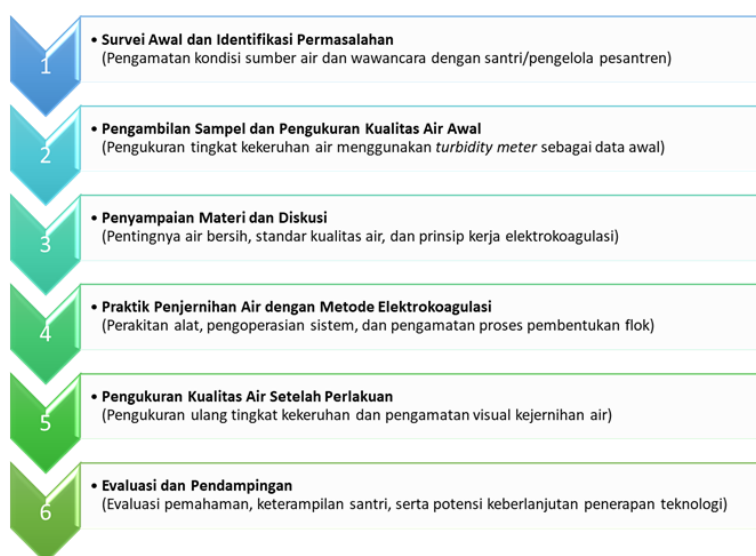 1
• Survei Awal dan Identifikasi Permasalahan
(Pengamatan kondisi sumber air dan wawancara dengan santri/pengelola pesantren)
2
• Pengambilan Sampel dan Pengukuran Kualitas Air Awal
(Pengukuran tingkat kekeruhan air menggunakan turbidity meter sebagai data awal)
3
• Penyampaian Materi dan Diskusi
(Pentingnya air bersih, standar kualitas air, dan prinsip kerja elektrokoagulasi)
4
• Praktik Penjernihan Air dengan Metode Elektrokoagulasi
(Perakitan alat, pengoperasian sistem, dan pengamatan proses pembentukan flok)
5
• Pengukuran Kualitas Air Setelah Perlakuan
(Pengukuran ulang tingkat kekeruhan dan pengamatan visual kejernihan air)
6
• Evaluasi dan Pendampingan
(Evaluasi pemahaman, keterampilan santri, serta potensi keberlanjutan penerapan teknologi)